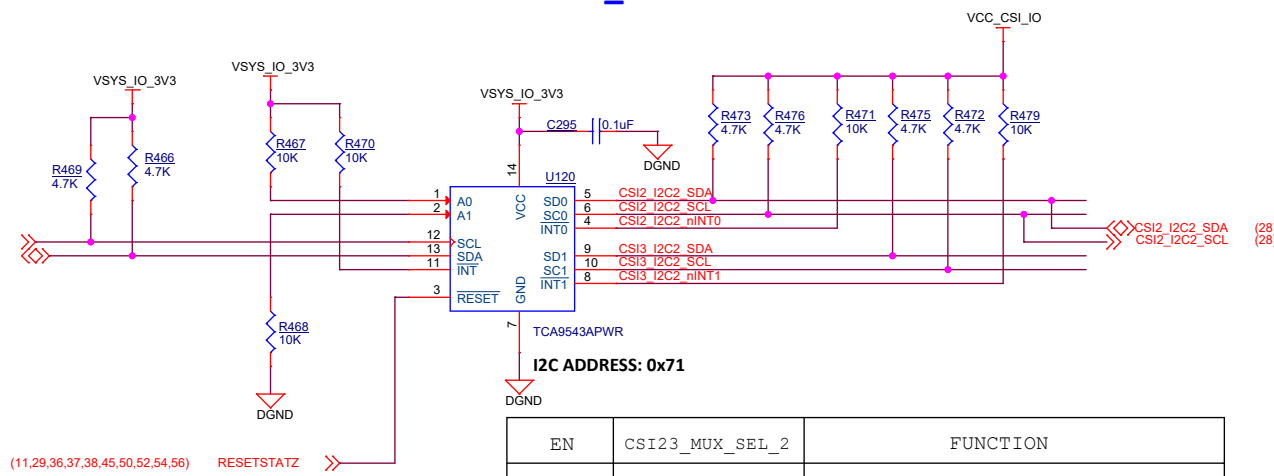 VCC_CSI_IO
VSYS_IO_3V3
VSYS_IO_3V3
VSYS_IO_3V3
R469
4.7K
R466
4.7K
R467
10K
R470
10K
C295
0.1uF
DGND
R473
4.7K
R476
4.7K
R471
10K
R475
4.7K
R472
4.7K
R479
10K
U120
14
VCC
1 A0
2 A1
12 SCL
13 SDA
11 INT
3 RESET
SD0 5 CSI2_I2C2_SDA
SC0 6 CSI2_I2C2_SCL
INT0 4 CSI2_I2C2_nINT0
SD1 9 CSI3_I2C2_SDA
SC1 10 CSI3_I2C2_SCL
INT1 8 CSI3_I2C2_nINT1
GND
7
CSI2_I2C2_SDA (28
CSI2_I2C2_SCL (28
R468
10K
DGND
TCA9543APWR
I2C ADDRESS: 0x71
DGND
(11,29,36,37,38,45,50,52,54,56) RESETSTATZ
EN CSI23_MUX_SEL_2 FUNCTION